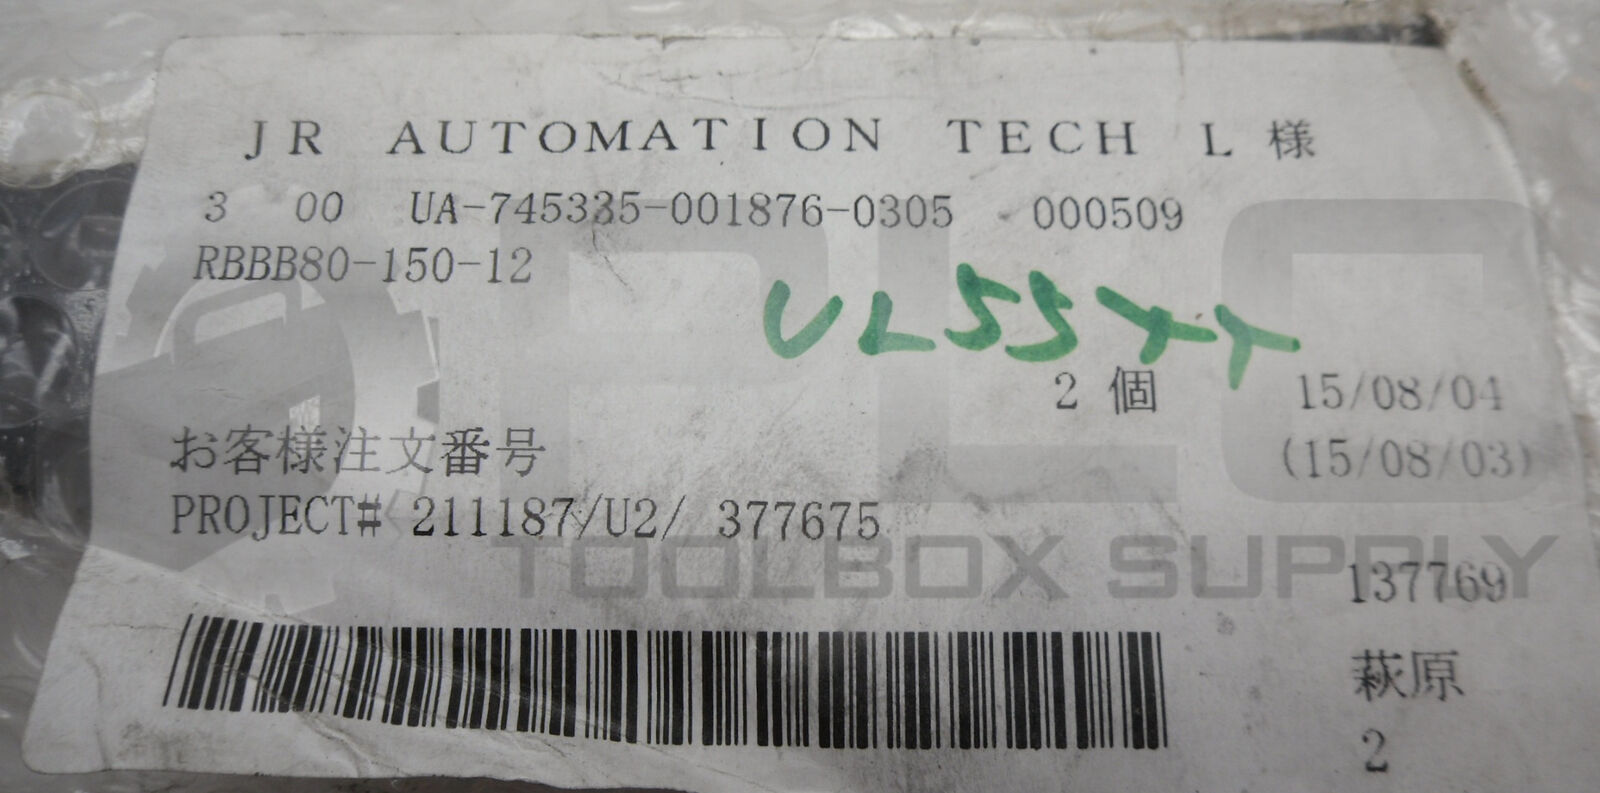 JR AUTOMATION TECH L 様
3 00 UA-745335-001876-0305 000509
RBBB80-150-12
2 個 15/08/04
お客様注文番号 (15/08/03)
PROJECT# 211187/U2/ 377675
PLC
TOOLBOX SUPPLY
137769
萩原
2